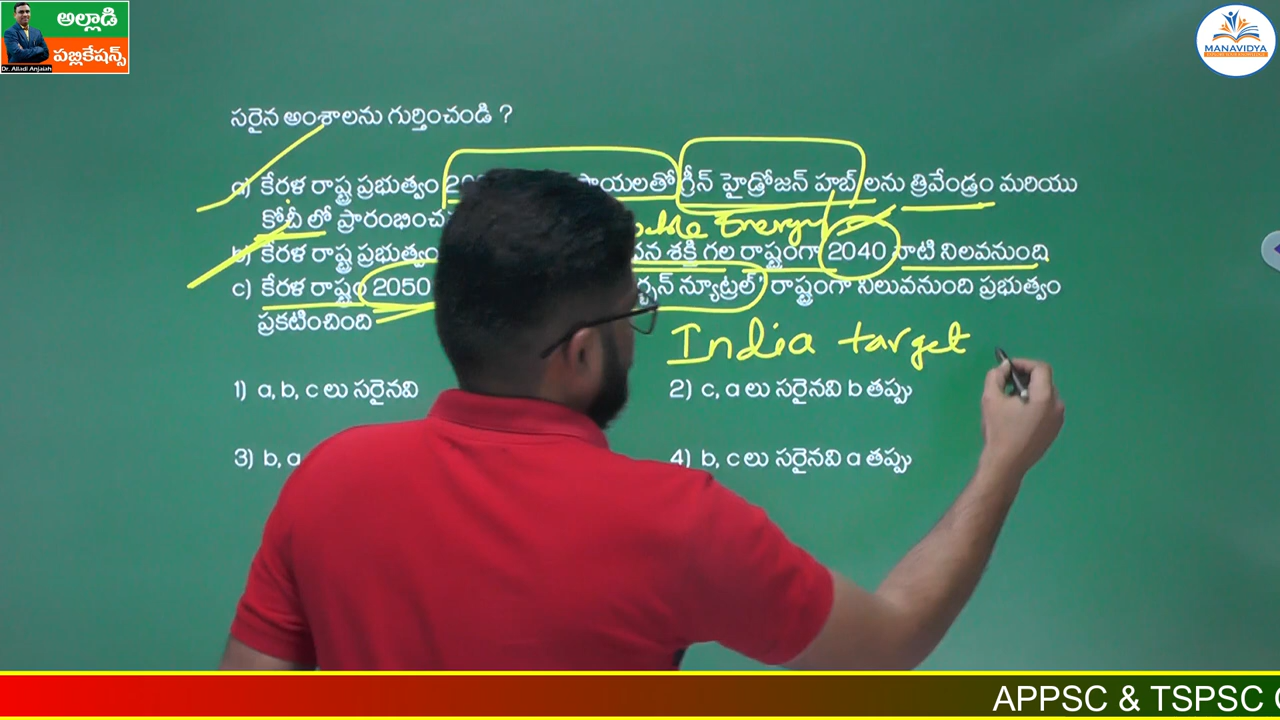 అల్లాడి
పబ్లికేషన్స్
Dr. Alladi Anjaiah
MANAVIDYA
సరైన అంశాలను గుర్తించండి ?
a) కేరళ రాష్ట్ర ప్రభుత్వం గ్రీన్ హైడ్రోజన్ హబ్ లను త్రివేండ్రం మరియు
కోచీ లో
Energy
b) కేరళ రాష్ట్ర ప్రభుత్వం శక్తి గల రాష్ట్రంగా 2040 నాటి నిలవనుంది
c) కేరళ రాష్ట్రం 2050 న్యూట్రల్' రాష్ట్రంగా నిలువనుంది ప్రభుత్వం
ప్రకటించింది
India target
1) a, b, c లు సరైనవి
2) c, a లు సరైనవి b తప్పు
3) b, a
4) b, c లు సరైనవి a తప్పు
APPSC & TSPSC